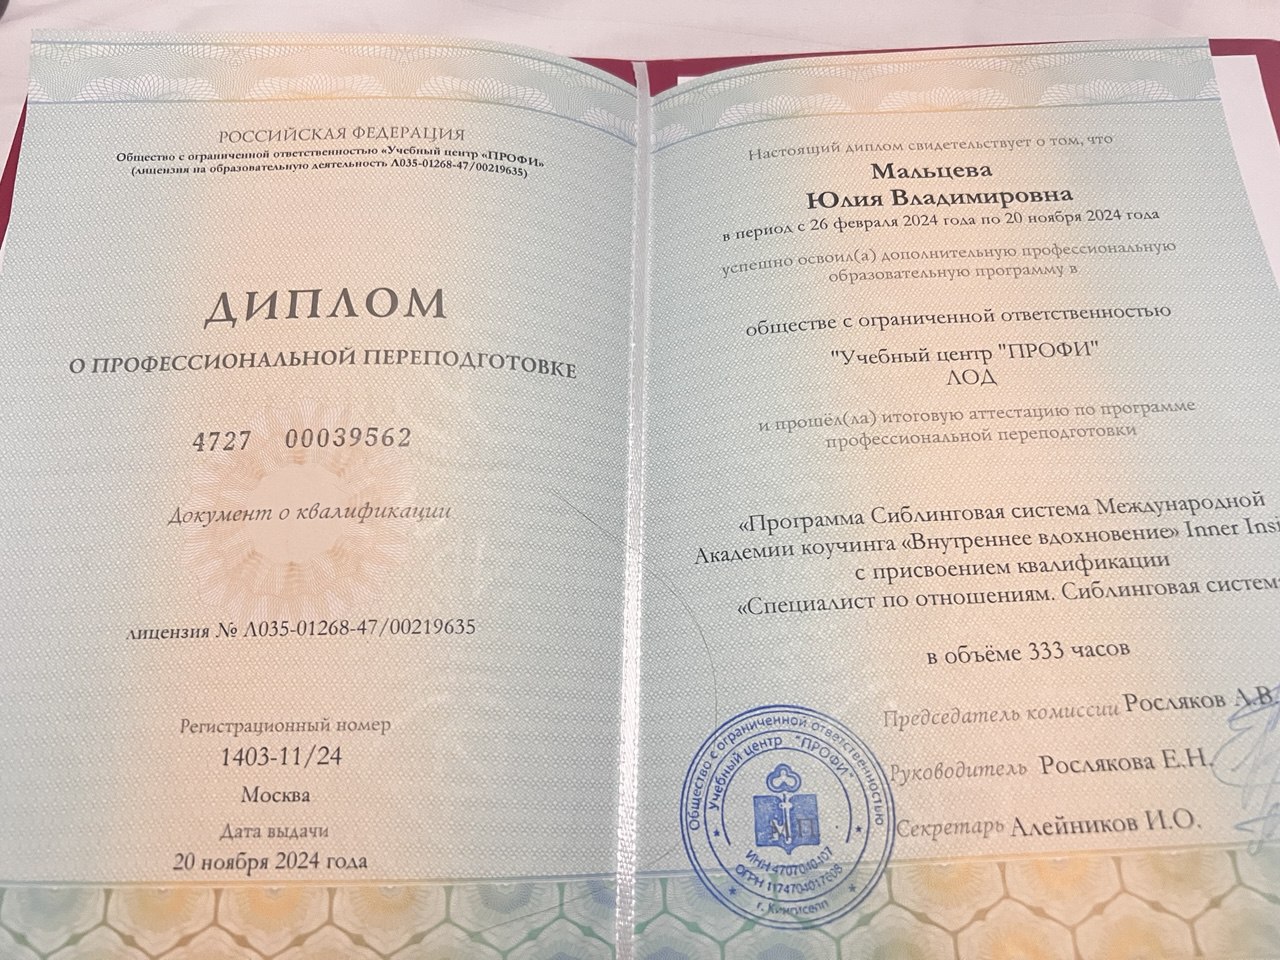 РОССИЙСКАЯ ФЕДЕРАЦИЯ
Общество с ограниченной ответственностью «Учебный центр «ПРОФИ»
(лицензия на образовательную деятельность Л035-01268-47/00219635)
ДИПЛОМ
О ПРОФЕССИОНАЛЬНОЙ ПЕРЕПОДГОТОВКЕ
4727 00039562
Документ о квалификации
лицензия № Л035-01268-47/00219635
Регистрационный номер
1403-11/24
Москва
Дата выдачи
20 ноября 2024 года
Настоящий диплом свидетельствует о том, что
Мальцева
Юлия Владимировна
в период с 26 февраля 2024 года по 20 ноября 2024 года
успешно освоил(а) дополнительную профессиональную
образовательную программу в
обществе с ограниченной ответственностью
"Учебный центр "ПРОФИ"
ЛОД
и прошёл(ла) итоговую аттестацию по программе
профессиональной переподготовки
«Программа Сиблинговая система Международной
Академии коучинга «Внутреннее вдохновение» Inner Insi
с присвоением квалификации
«Специалист по отношениям. Сиблинговая система
в объёме 333 часов
Председатель комиссии Росляков А.В.
Руководитель Рослякова Е.Н.
Секретарь Алейников И.О.
Общество с ограниченной ответственностью
Учебный центр "ПРОФИ"
МП
ИНН 4707040407
ОГРН
г. Кингисепп